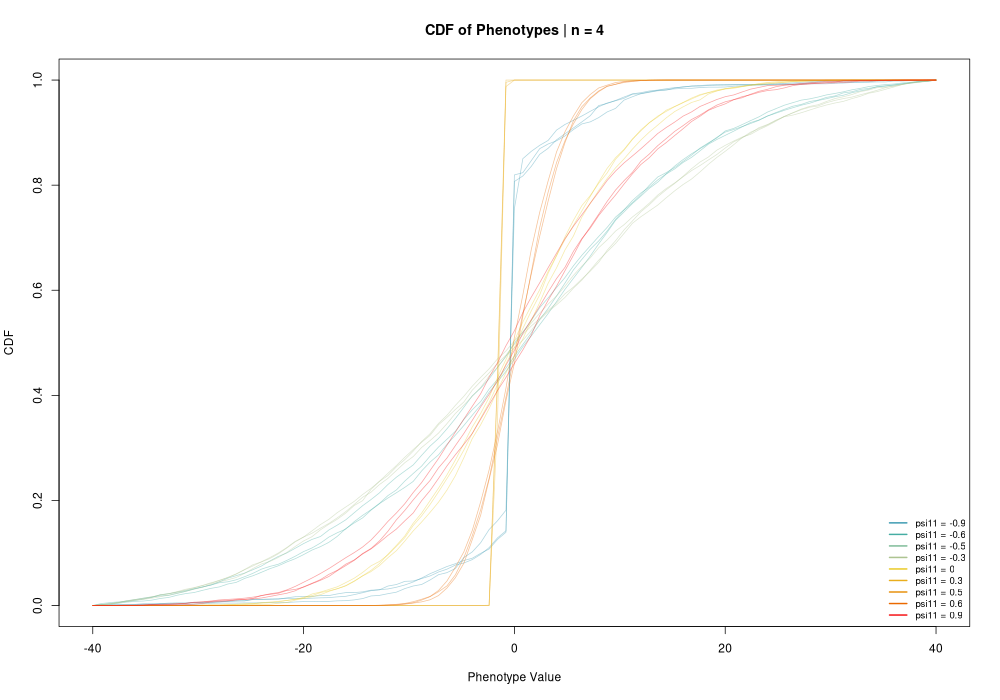 CDF of Phenotypes | n = 4
CDF
1.0
0.8
0.6
0.4
0.2
0.0
psi11 = -0.9
psi11 = -0.6
psi11 = -0.5
psi11 = -0.3
psi11 = 0
psi11 = 0.3
psi11 = 0.5
psi11 = 0.6
psi11 = 0.9
-40 -20 0 20 40
Phenotype Value